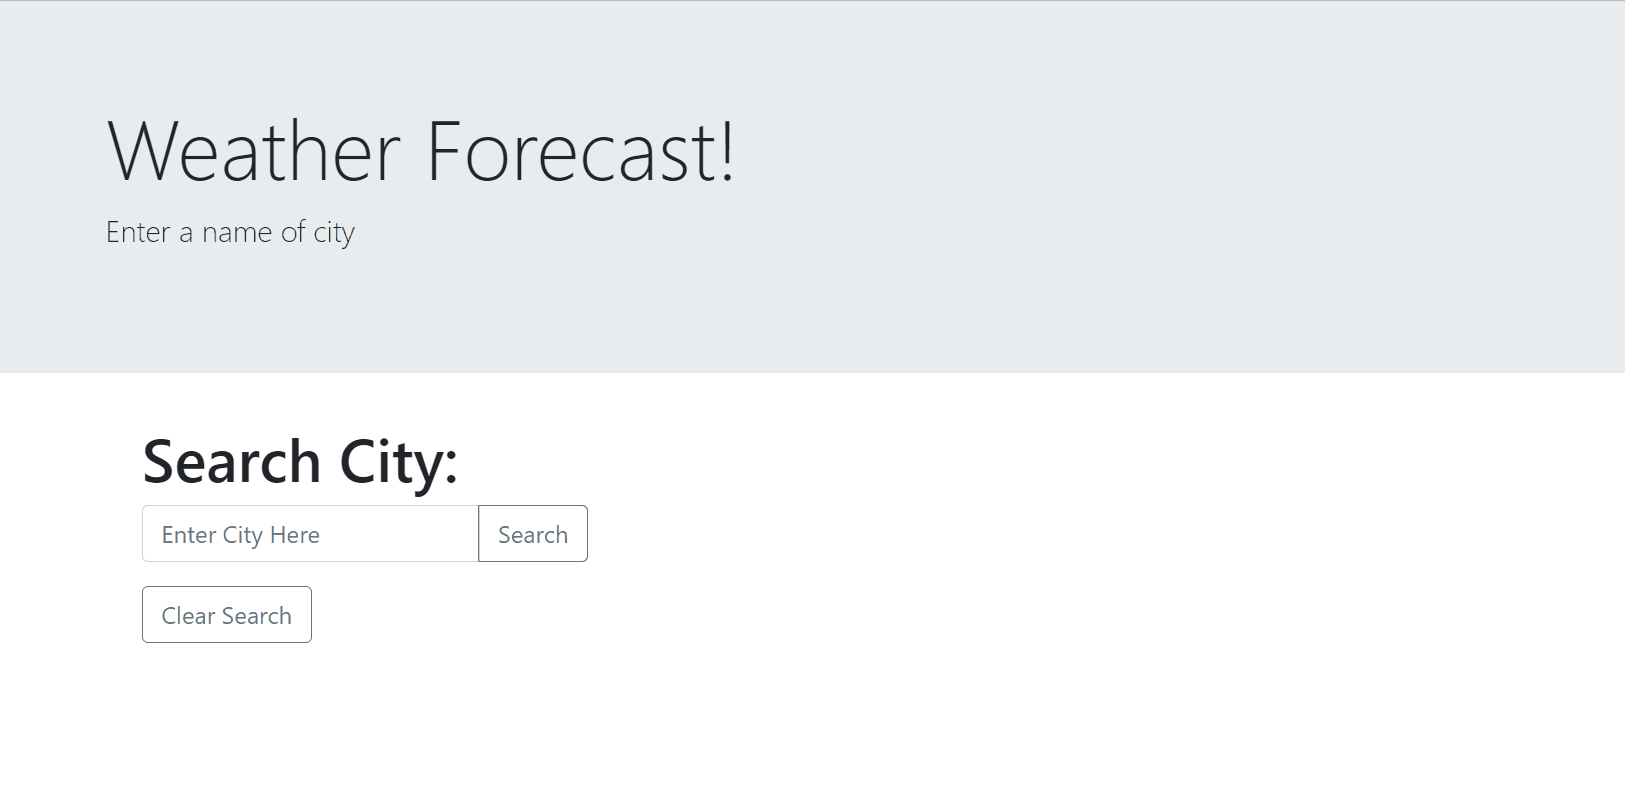 Weather Forecast!
Enter a name of city
Search City:
Enter City Here Search
Clear Search